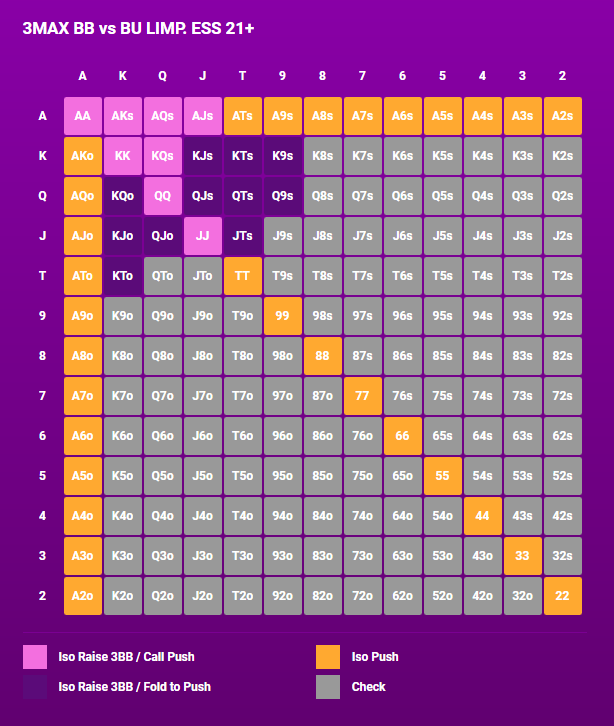 3MAX BB vs BU LIMP. ESS 21+
A K Q J T 9 8 7 6 5 4 3 2
A AA AKs AQs AJs ATs A9s A8s A7s A6s A5s A4s A3s A2s
K AKo KK KQs KJs KTs K9s K8s K7s K6s K5s K4s K3s K2s
Q AQo KQo QQ QJs QTs Q9s Q8s Q7s Q6s Q5s Q4s Q3s Q2s
J AJo KJo QJo JJ JTs J9s J8s J7s J6s J5s J4s J3s J2s
T ATo KTo QTo JTo TT T9s T8s T7s T6s T5s T4s T3s T2s
9 A9o K9o Q9o J9o T9o 99 98s 97s 96s 95s 94s 93s 92s
8 A8o K8o Q8o J8o T8o 98o 88 87s 86s 85s 84s 83s 82s
7 A7o K7o Q7o J7o T7o 97o 87o 77 76s 75s 74s 73s 72s
6 A6o K6o Q6o J6o T6o 96o 86o 76o 66 65s 64s 63s 62s
5 A5o K5o Q5o J5o T5o 95o 85o 75o 65o 55 54s 53s 52s
4 A4o K4o Q4o J4o T4o 94o 84o 74o 64o 54o 44 43s 42s
3 A3o K3o Q3o J3o T3o 93o 83o 73o 63o 53o 43o 33 32s
2 A2o K2o Q2o J2o T2o 92o 82o 72o 62o 52o 42o 32o 22
Iso Raise 3BB / Call Push Iso Push
Iso Raise 3BB / Fold to Push Check